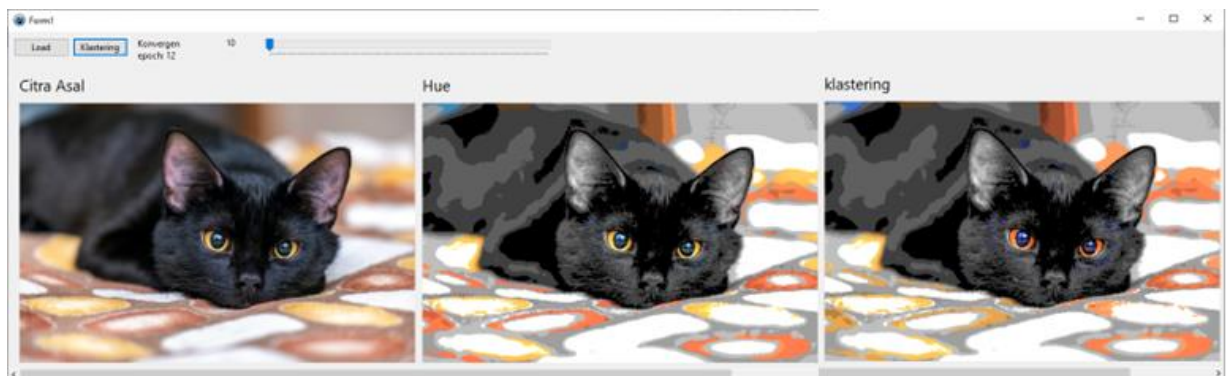 Form1
Load
Klastering
Konvergen
epoch: 12
10
Citra Asal
Hue
klastering